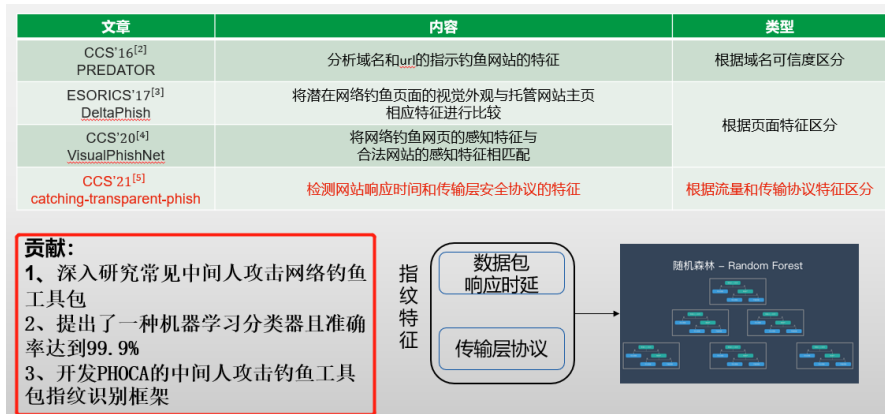 文章 内容 类型
CCS'16[2]
PREDATOR
分析域名和url的指示钓鱼网站的特征
根据域名可信度区分
ESORICS'17[3]
DeltaPhish
将潜在网络钓鱼页面的视觉外观与托管网站主页
相应特征进行比较
根据页面特征区分
CCS'20[4]
VisualPhishNet
将网络钓鱼网页的感知特征与
合法网站的感知特征相匹配
CCS'21[5]
catching-transparent-phish
检测网站响应时间和传输层安全协议的特征
根据流量和传输协议特征区分
贡献：
1、深入研究常见中间人攻击网络钓鱼
工具包
2、提出了一种机器学习分类器且准确
率达到99.9%
3、开发PHOCA的中间人攻击钓鱼工具
包指纹识别框架
指纹特征
数据包
响应时延
传输层协议
随机森林 - Random Forest